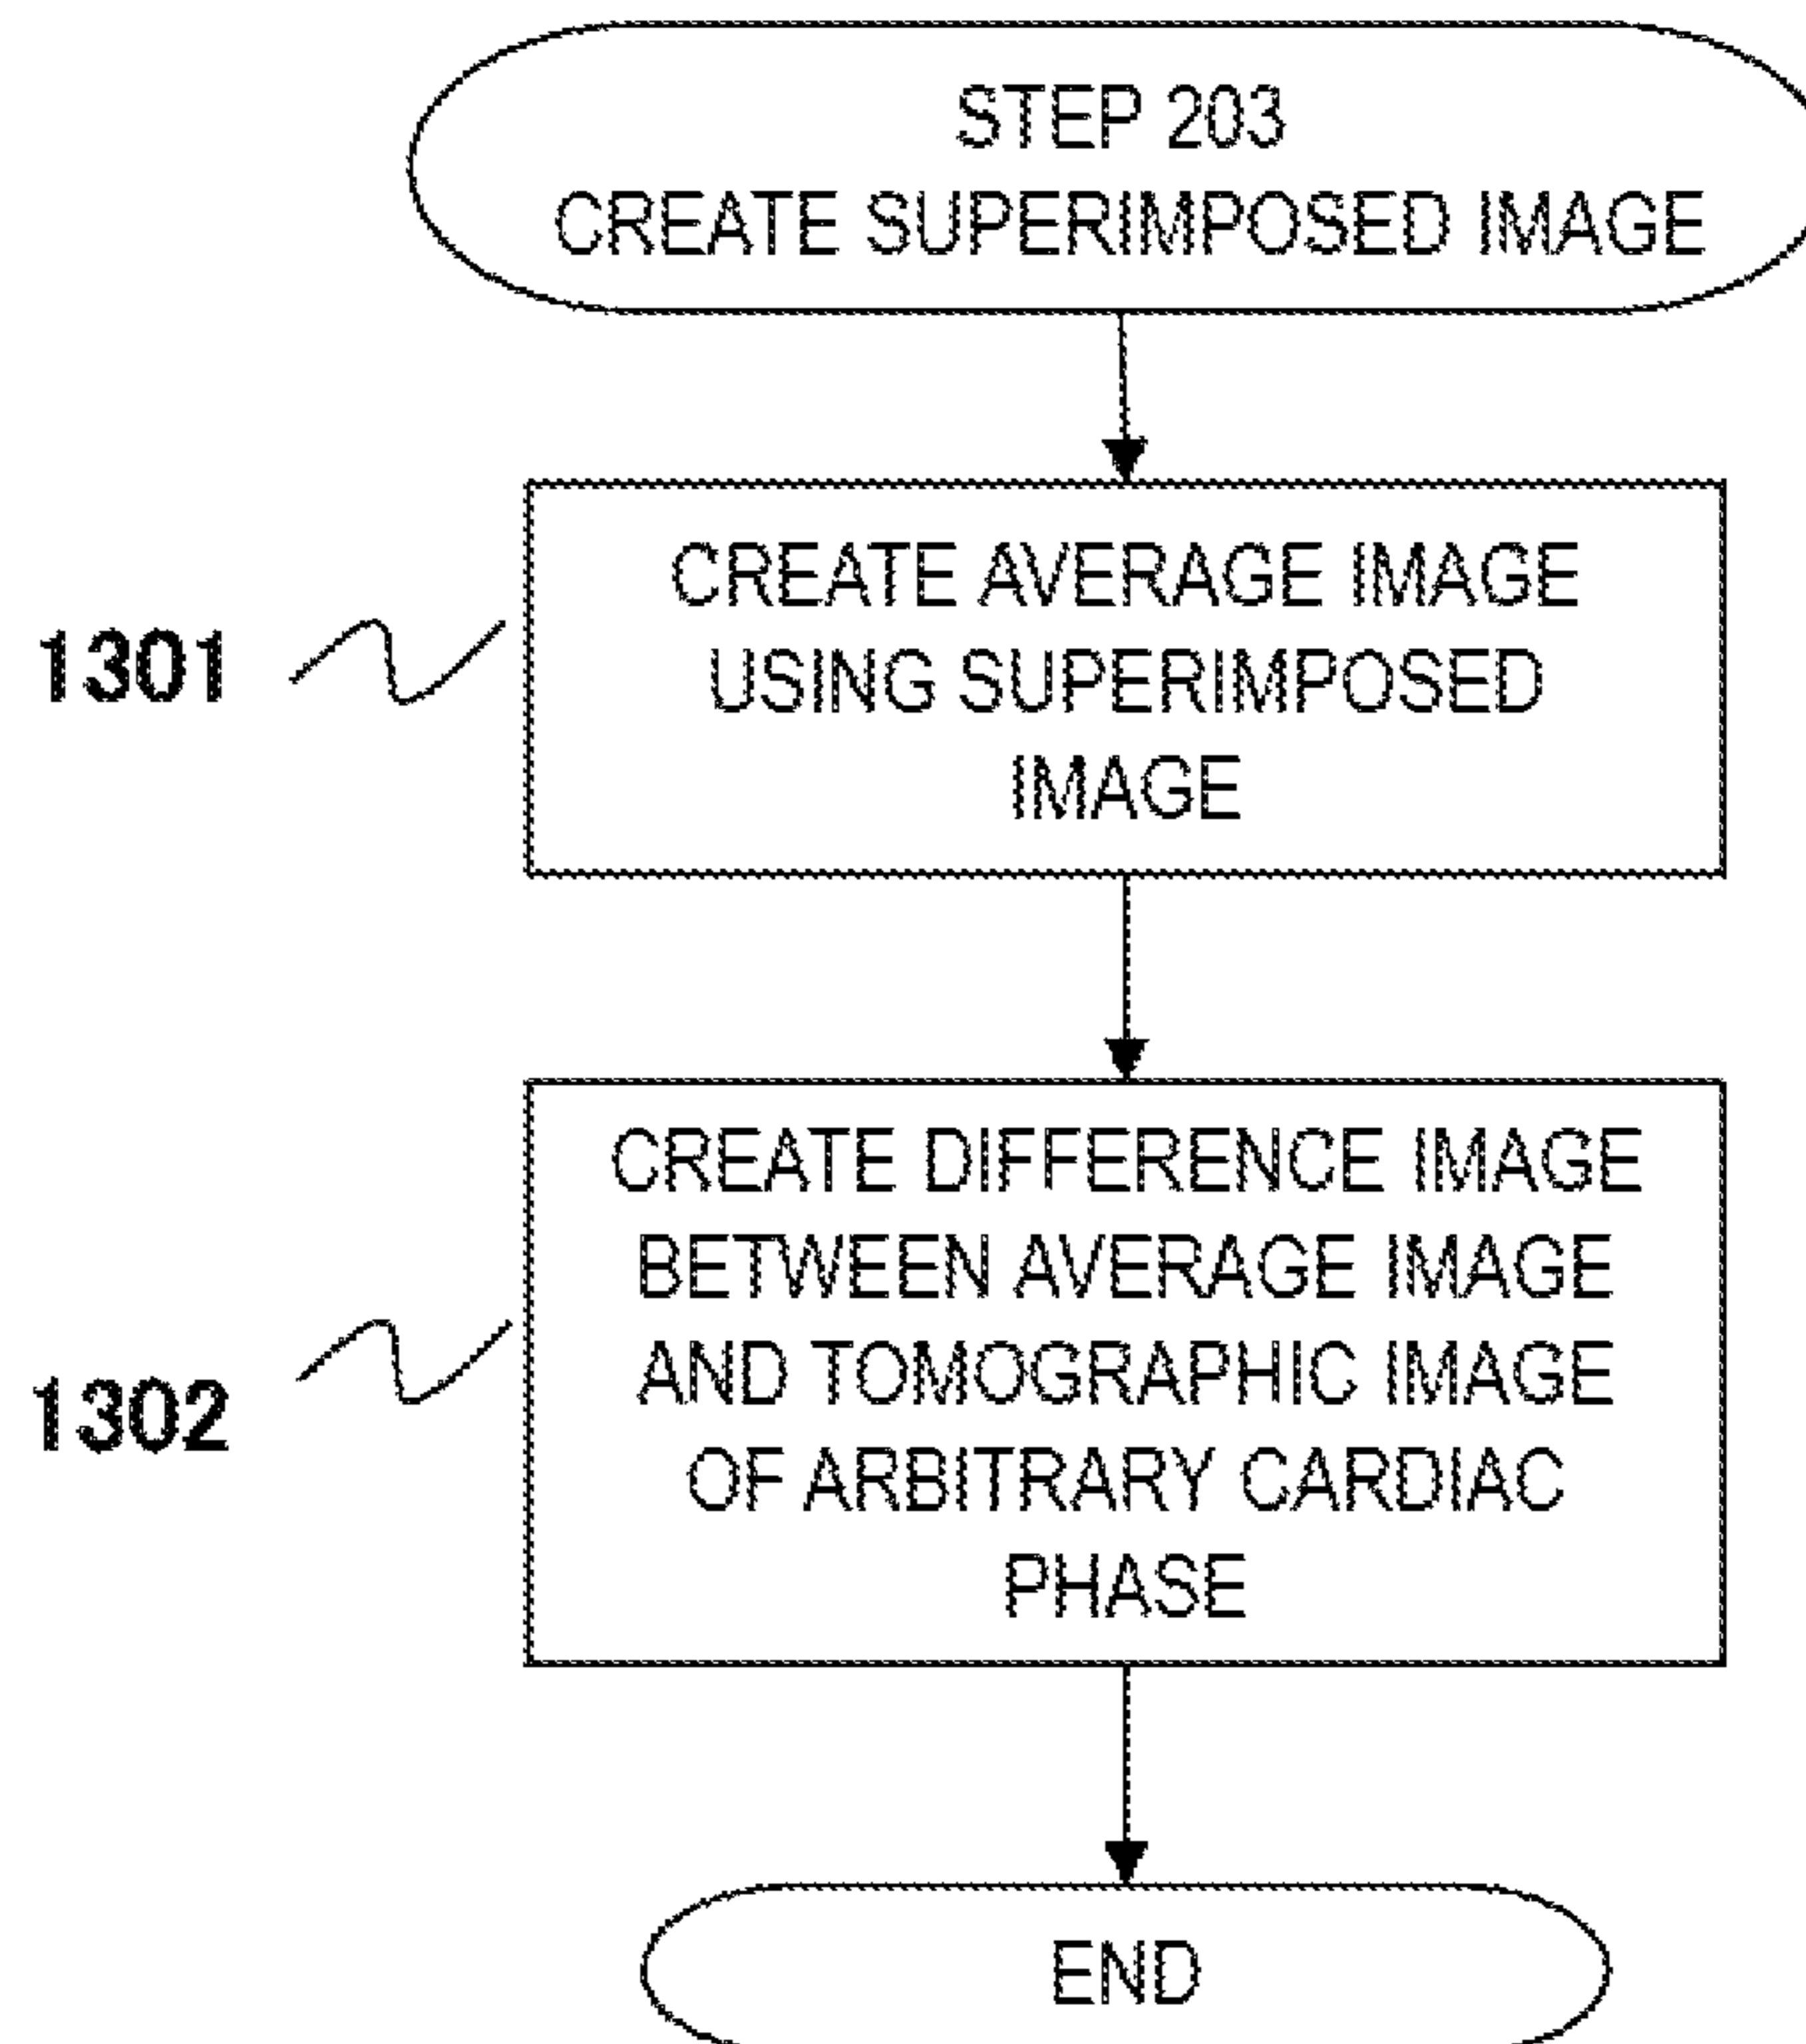 STEP 203
CREATE SUPERIMPOSED IMAGE
CREATE AVERAGE IMAGE
USING SUPERIMPOSED
IMAGE
1301
CREATE DIFFERENCE IMAGE
BETWEEN AVERAGE IMAGE
AND TOMOGRAPHIC IMAGE
OF ARBITRARY CARDIAC
PHASE
1302
END